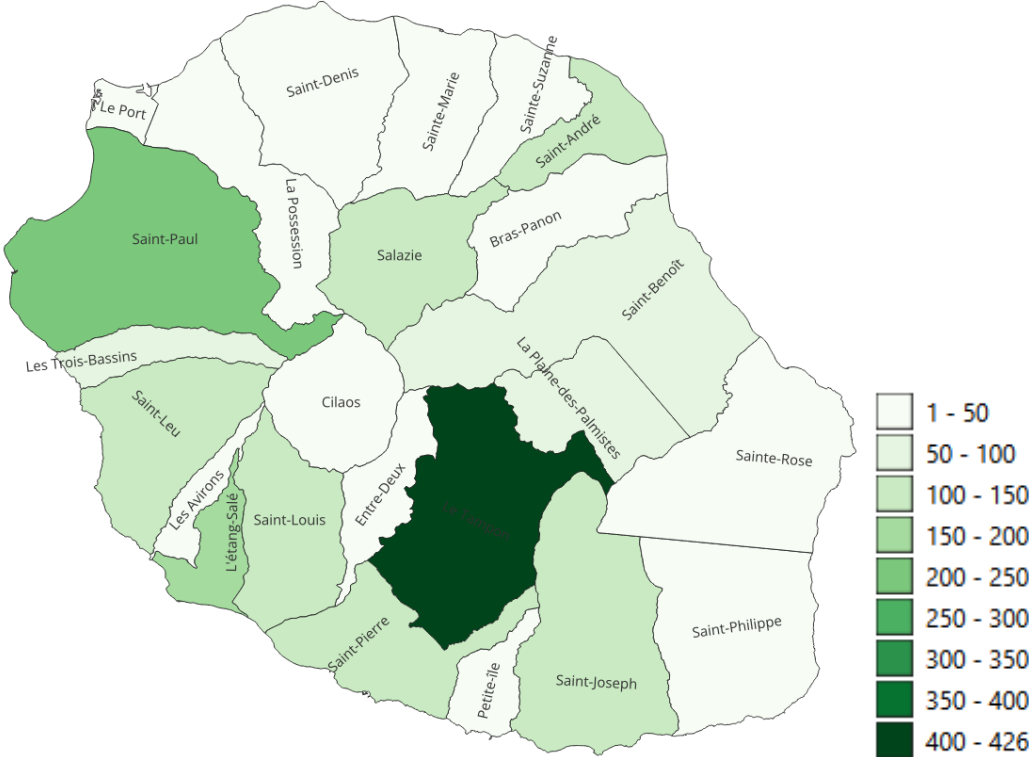 Saint-Denis
Sainte-Marie
Sainte-Suzanne
Le Port
Saint-André
La Possession
Bras-Panon
Saint-Paul
Salazie
Saint-Benoît
Les Trois-Bassins
La Plaine-des-Palmistes
Saint-Leu
Cilaos
Sainte-Rose
Les Avirons
L'étang-Salé
Saint-Louis
Entre-Deux
Le Tampon
Saint-Pierre
Petite-île
Saint-Joseph
Saint-Philippe
1 - 50
50 - 100
100 - 150
150 - 200
200 - 250
250 - 300
300 - 350
350 - 400
400 - 426